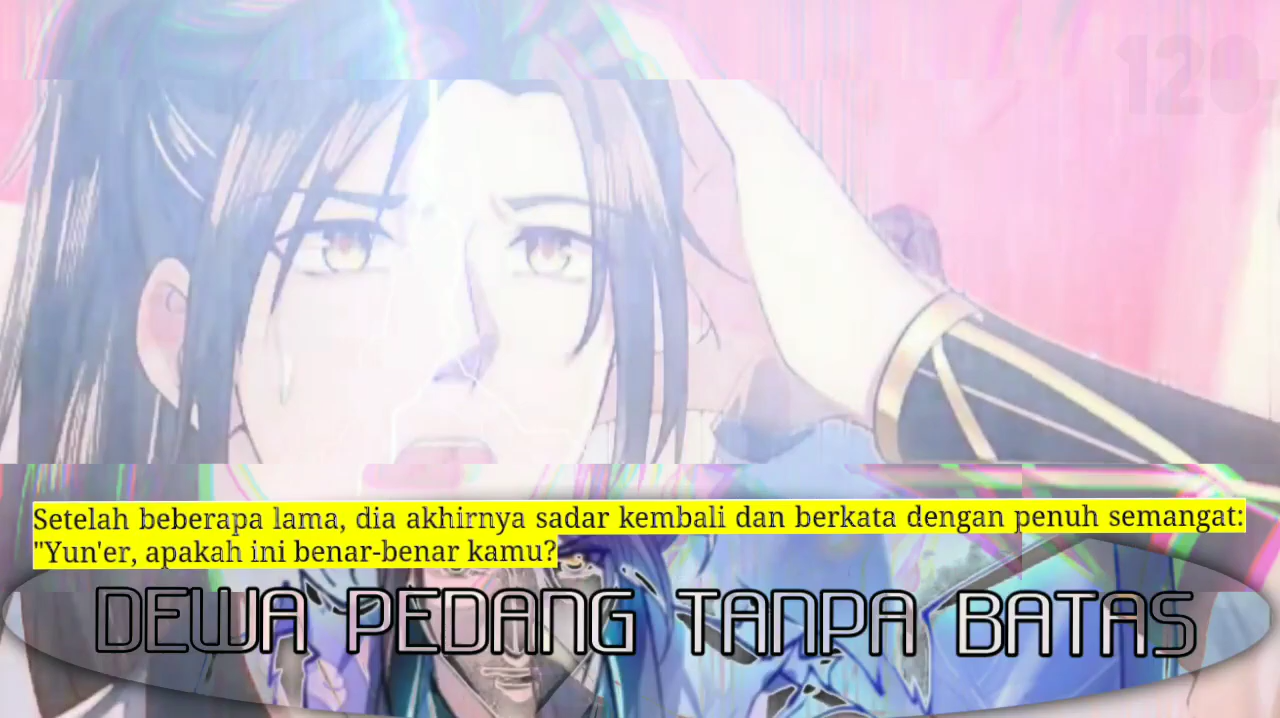 120
Setelah beberapa lama, dia akhirnya sadar kembali dan berkata dengan penuh semangat:
"Yun'er, apakah ini benar-benar kamu?
DEWA PEDANG TANPA BATAS